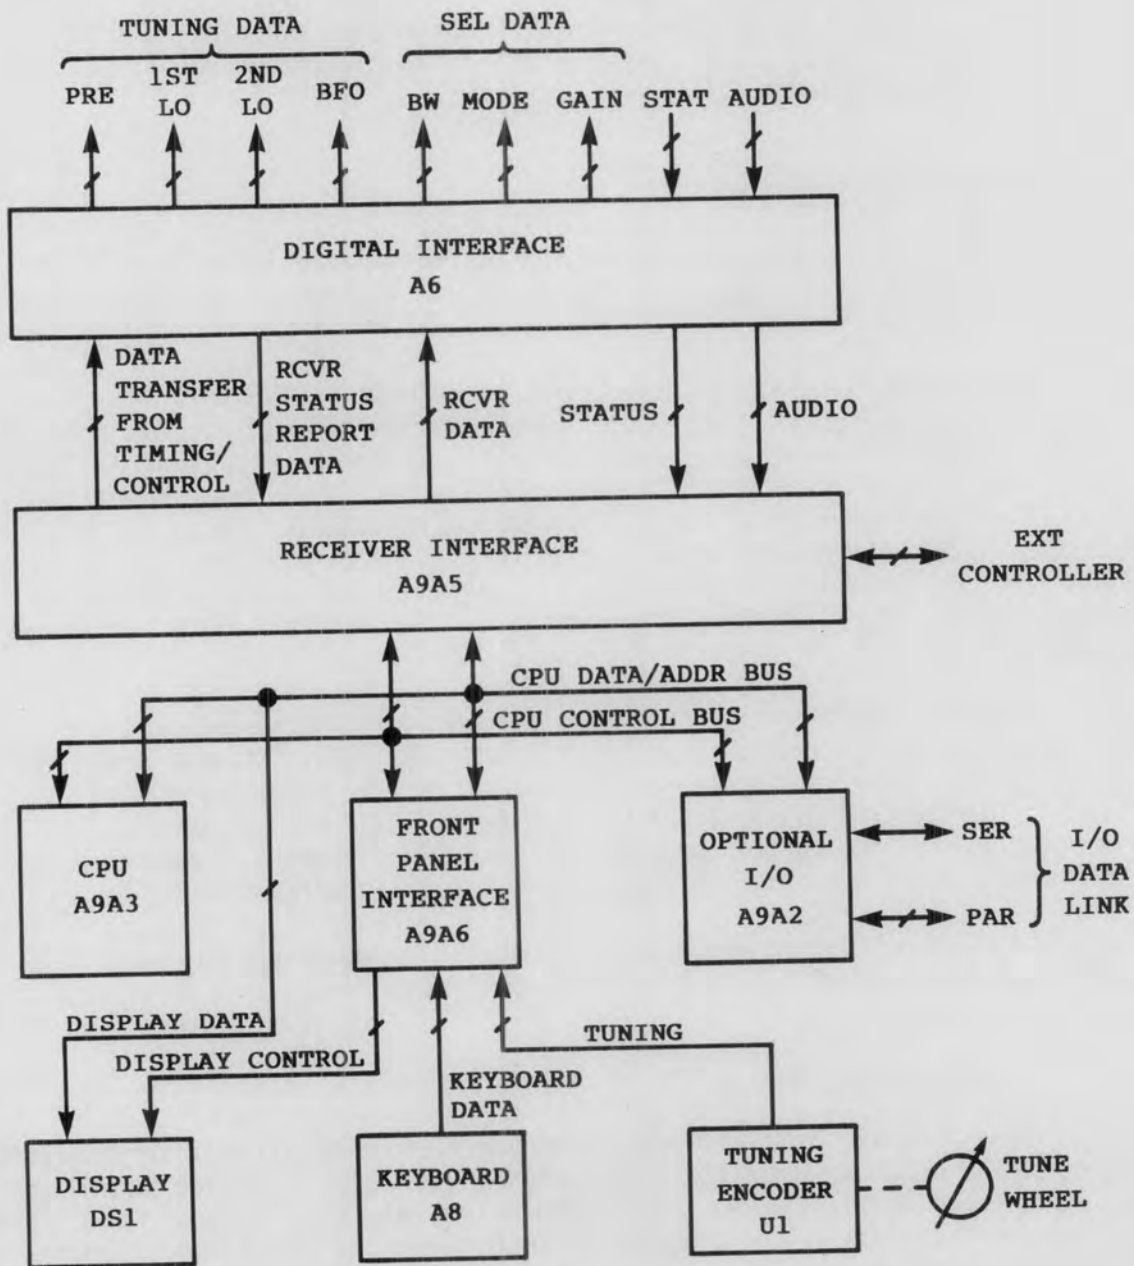 TUNING DATA
SEL DATA
PRE
1ST
LO
2ND
LO
BFO
BW
MODE
GAIN
STAT
AUDIO
DIGITAL INTERFACE
A6
DATA
TRANSFER
FROM
TIMING/
CONTROL
RCVR
STATUS
REPORT
DATA
RCVR
DATA
STATUS
AUDIO
RECEIVER INTERFACE
A9A5
EXT
CONTROLLER
CPU DATA/ADDR BUS
CPU CONTROL BUS
CPU
A9A3
FRONT
PANEL
INTERFACE
A9A6
OPTIONAL
I/O
A9A2
SER
PAR
I/O
DATA
LINK
DISPLAY DATA
DISPLAY CONTROL
KEYBOARD
DATA
TUNING
DISPLAY
DS1
KEYBOARD
A8
TUNING
ENCODER
U1
TUNE
WHEEL